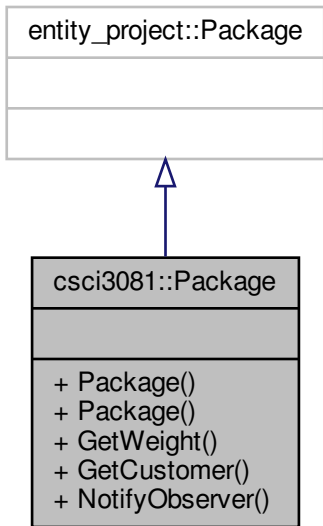 entity_project::Package
csci3081::Package
+ Package()
+ Package()
+ GetWeight()
+ GetCustomer()
+ NotifyObserver()